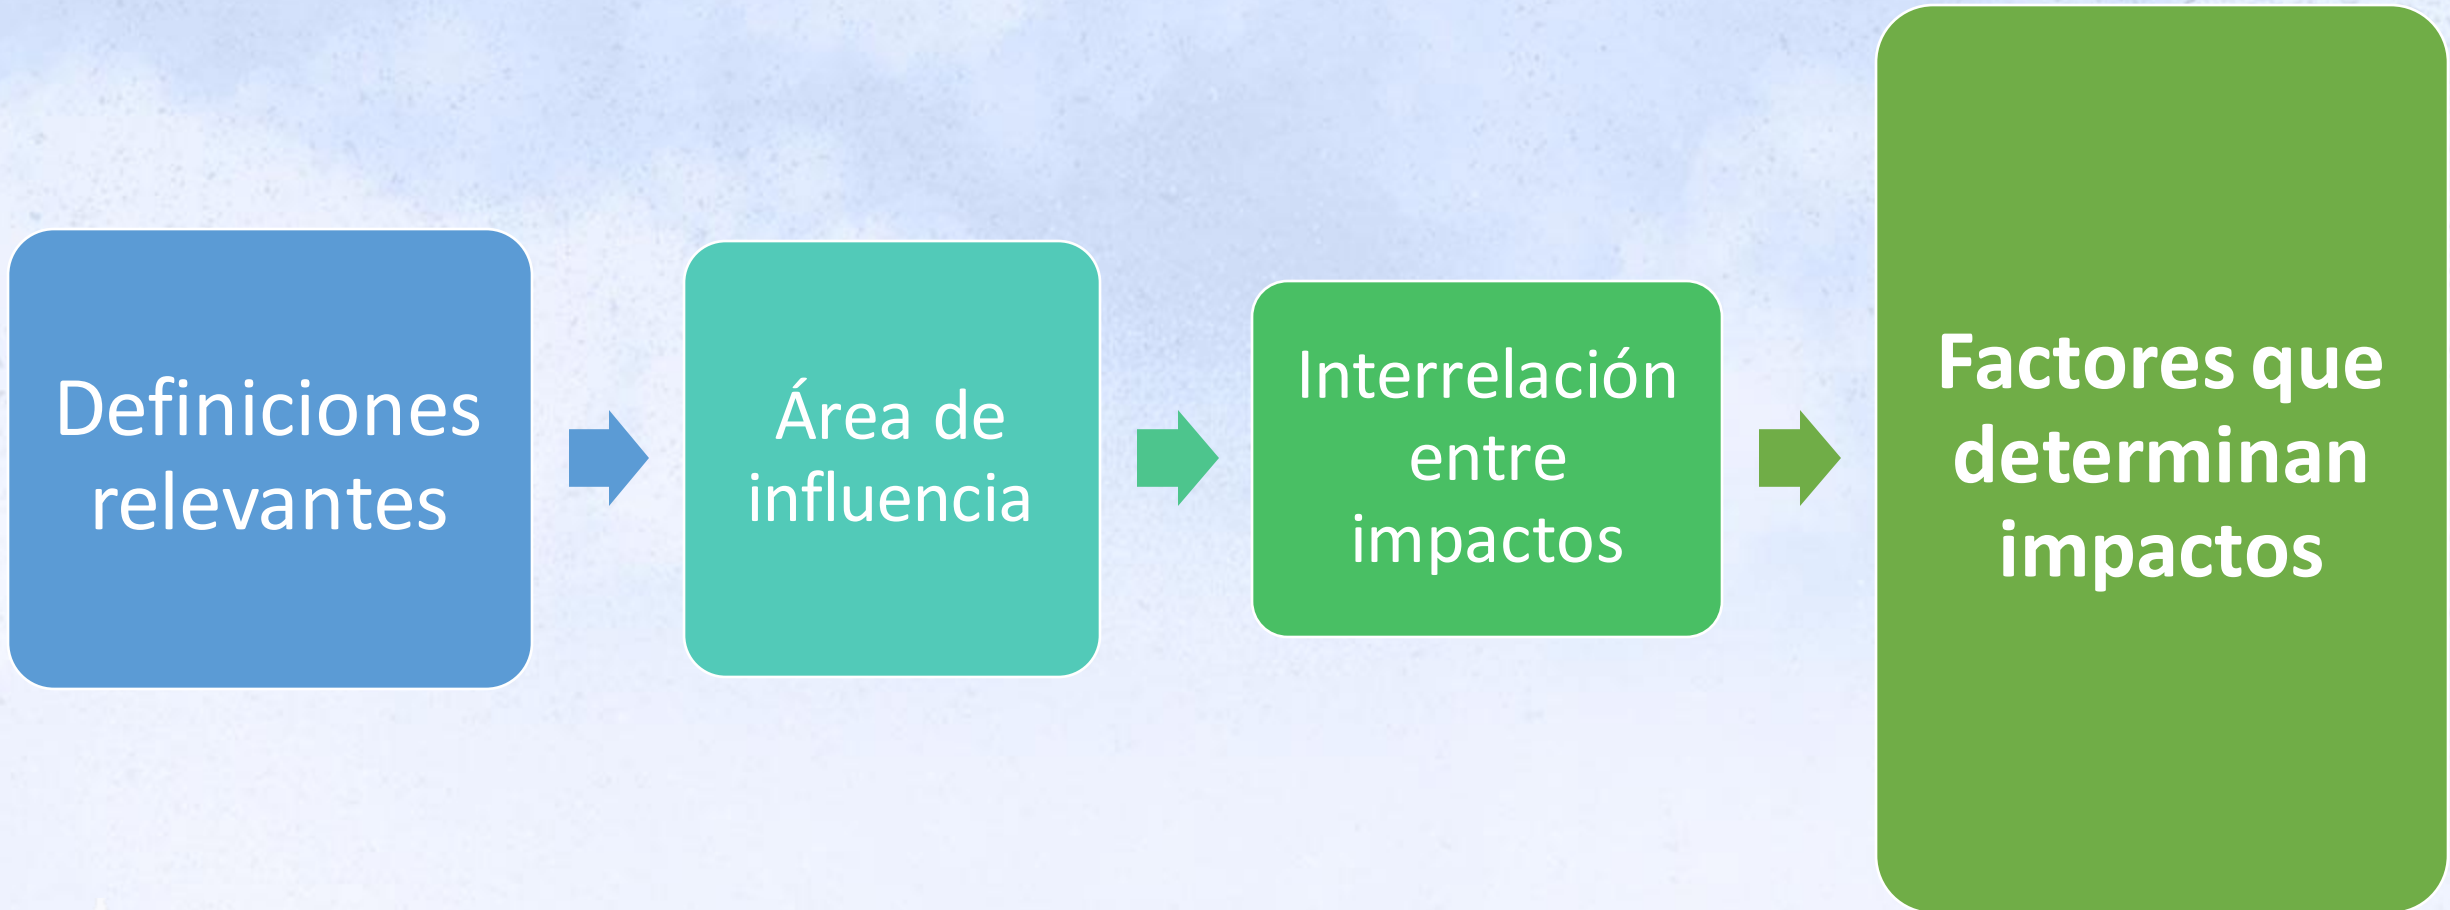 Definiciones
relevantes
Área de
influencia
Interrelación
entre
impactos
Factores que
determinan
impactos